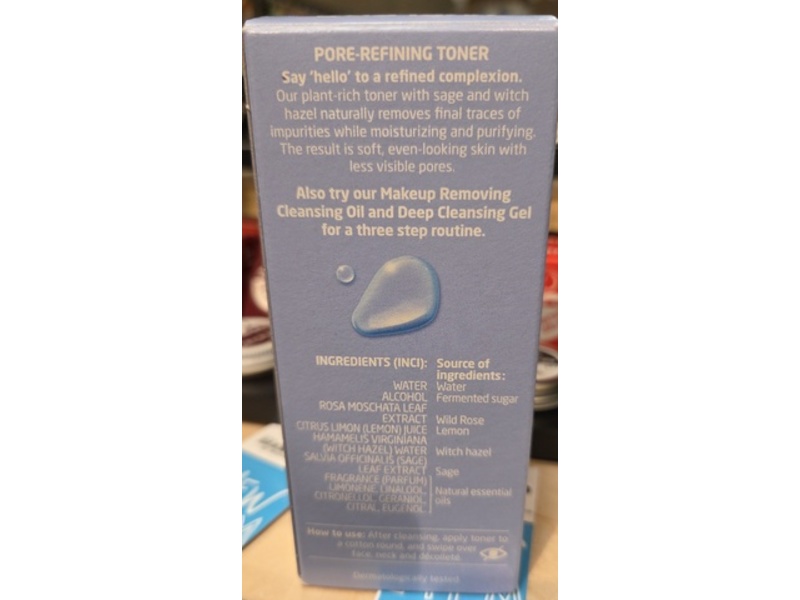 PORE-REFINING TONER
Say 'hello' to a refined complexion.
Our plant-rich toner with sage and witch
hazel naturally removes final traces of
impurities while moisturizing and purifying.
The result is soft, even-looking skin with
less visible pores.
Also try our Makeup Removing
Cleansing Oil and Deep Cleansing Gel
for a three step routine.
INGREDIENTS (INCI): Source of
ingredients:
WATER Water
ALCOHOL Fermented sugar
ROSA MOSCHATA LEAF
EXTRACT Wild Rose
CITRUS LIMON (LEMON) JUICE Lemon
HAMAMELIS VIRGINIANA
(WITCH HAZEL) WATER Witch hazel
SALVIA OFFICINALIS (SAGE)
LEAF EXTRACT Sage
FRAGRANCE (PARFUM)
LIMONENE, LINALOOL, Natural essential
CITRONELLOL, GERANIOL, oils
CITRAL, EUGENOL
How to use: After cleansing, apply toner to
a cotton round, and swipe over
face, neck and décolleté.
Dermatologically tested.